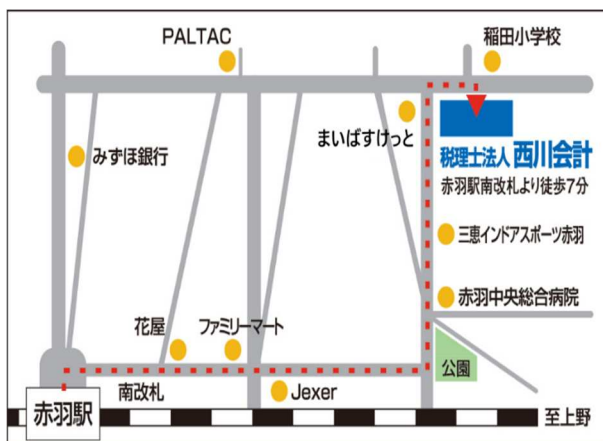 PALTAC
稲田小学校
みずほ銀行
まいばすけっと
税理士法人 西川会計
赤羽駅南改札より徒歩7分
三恵インドアスポーツ赤羽
赤羽中央総合病院
花屋
ファミリーマート
公園
南改札
Jexer
赤羽駅
至上野